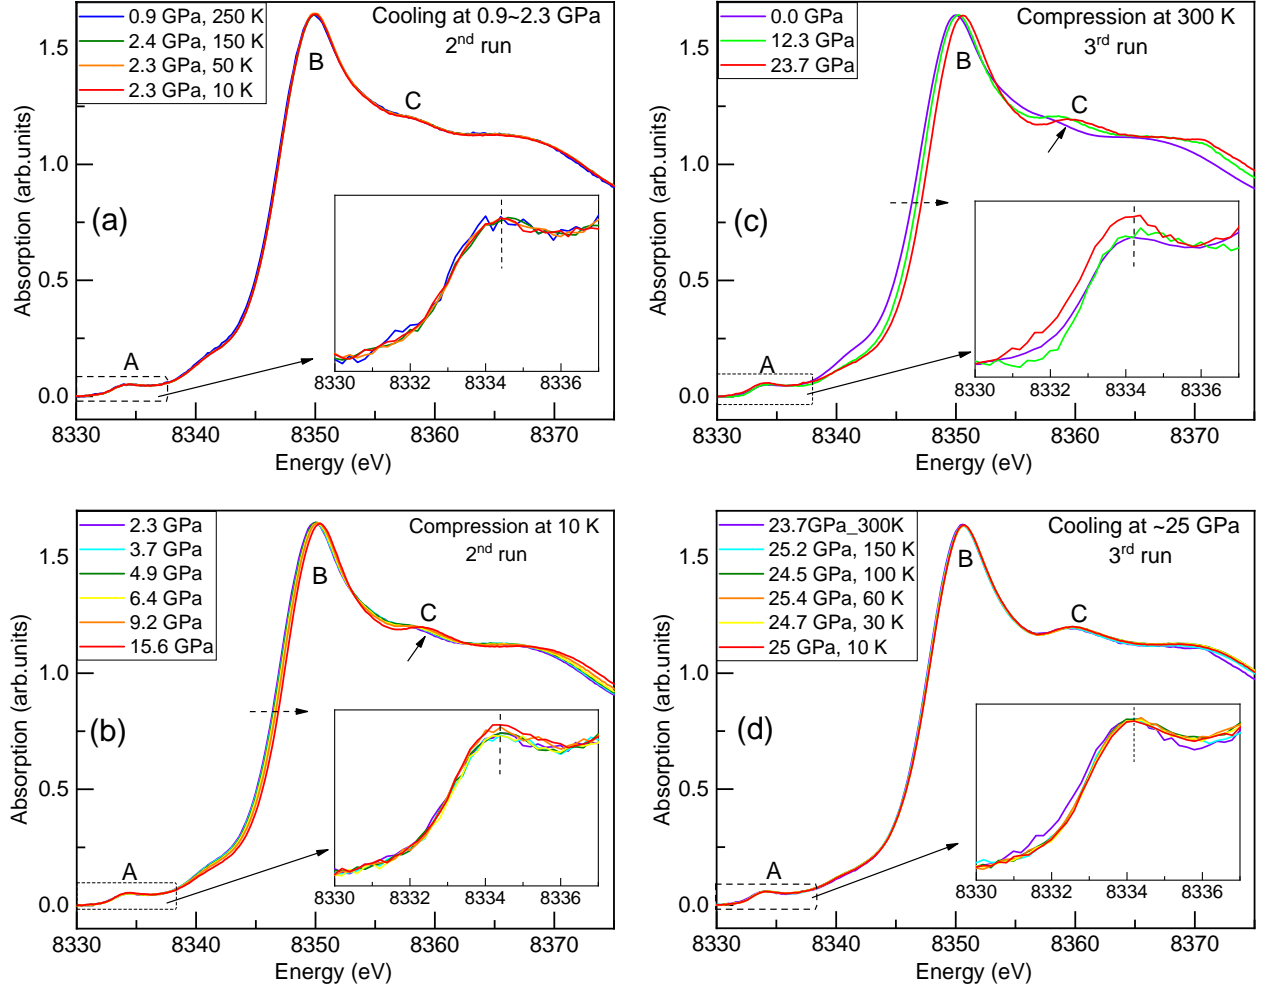 0.9 GPa, 250 K
2.4 GPa, 150 K
2.3 GPa, 50 K
2.3 GPa, 10 K
Cooling at 0.9~2.3 GPa
2nd run
B
C
A
(a)
1.5
1.0
0.5
0.0
Absorption (arb.units)
8330 8332 8334 8336
8330 8340 8350 8360 8370
Energy (eV)
0.0 GPa
12.3 GPa
23.7 GPa
Compression at 300 K
3rd run
B
C
A
(c)
1.5
1.0
0.5
0.0
Absorption (arb.units)
8330 8332 8334 8336
8330 8340 8350 8360 8370
Energy (eV)
2.3 GPa
3.7 GPa
4.9 GPa
6.4 GPa
9.2 GPa
15.6 GPa
Compression at 10 K
2nd run
B
C
A
(b)
1.5
1.0
0.5
0.0
Absorption (arb.units)
8330 8332 8334 8336
8330 8340 8350 8360 8370
Energy (eV)
23.7GPa_300K
25.2 GPa, 150 K
24.5 GPa, 100 K
25.4 GPa, 60 K
24.7 GPa, 30 K
25 GPa, 10 K
Cooling at ~25 GPa
3rd run
B
C
A
(d)
1.5
1.0
0.5
0.0
Absorption (arb.units)
8330 8332 8334 8336
8330 8340 8350 8360 8370
Energy (eV)